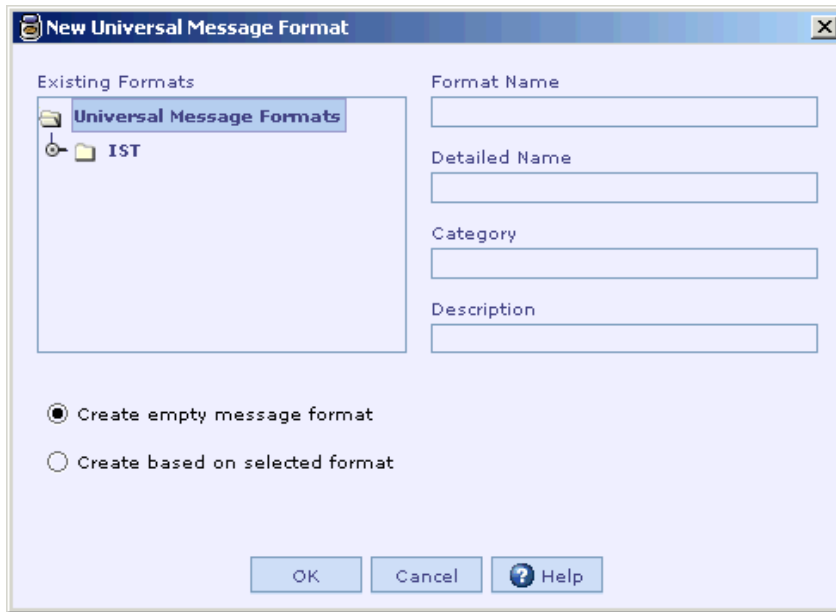 New Universal Message Format
Existing Formats
Universal Message Formats
IST
Format Name
Detailed Name
Category
Description
Create empty message format
Create based on selected format
OK
Cancel
Help